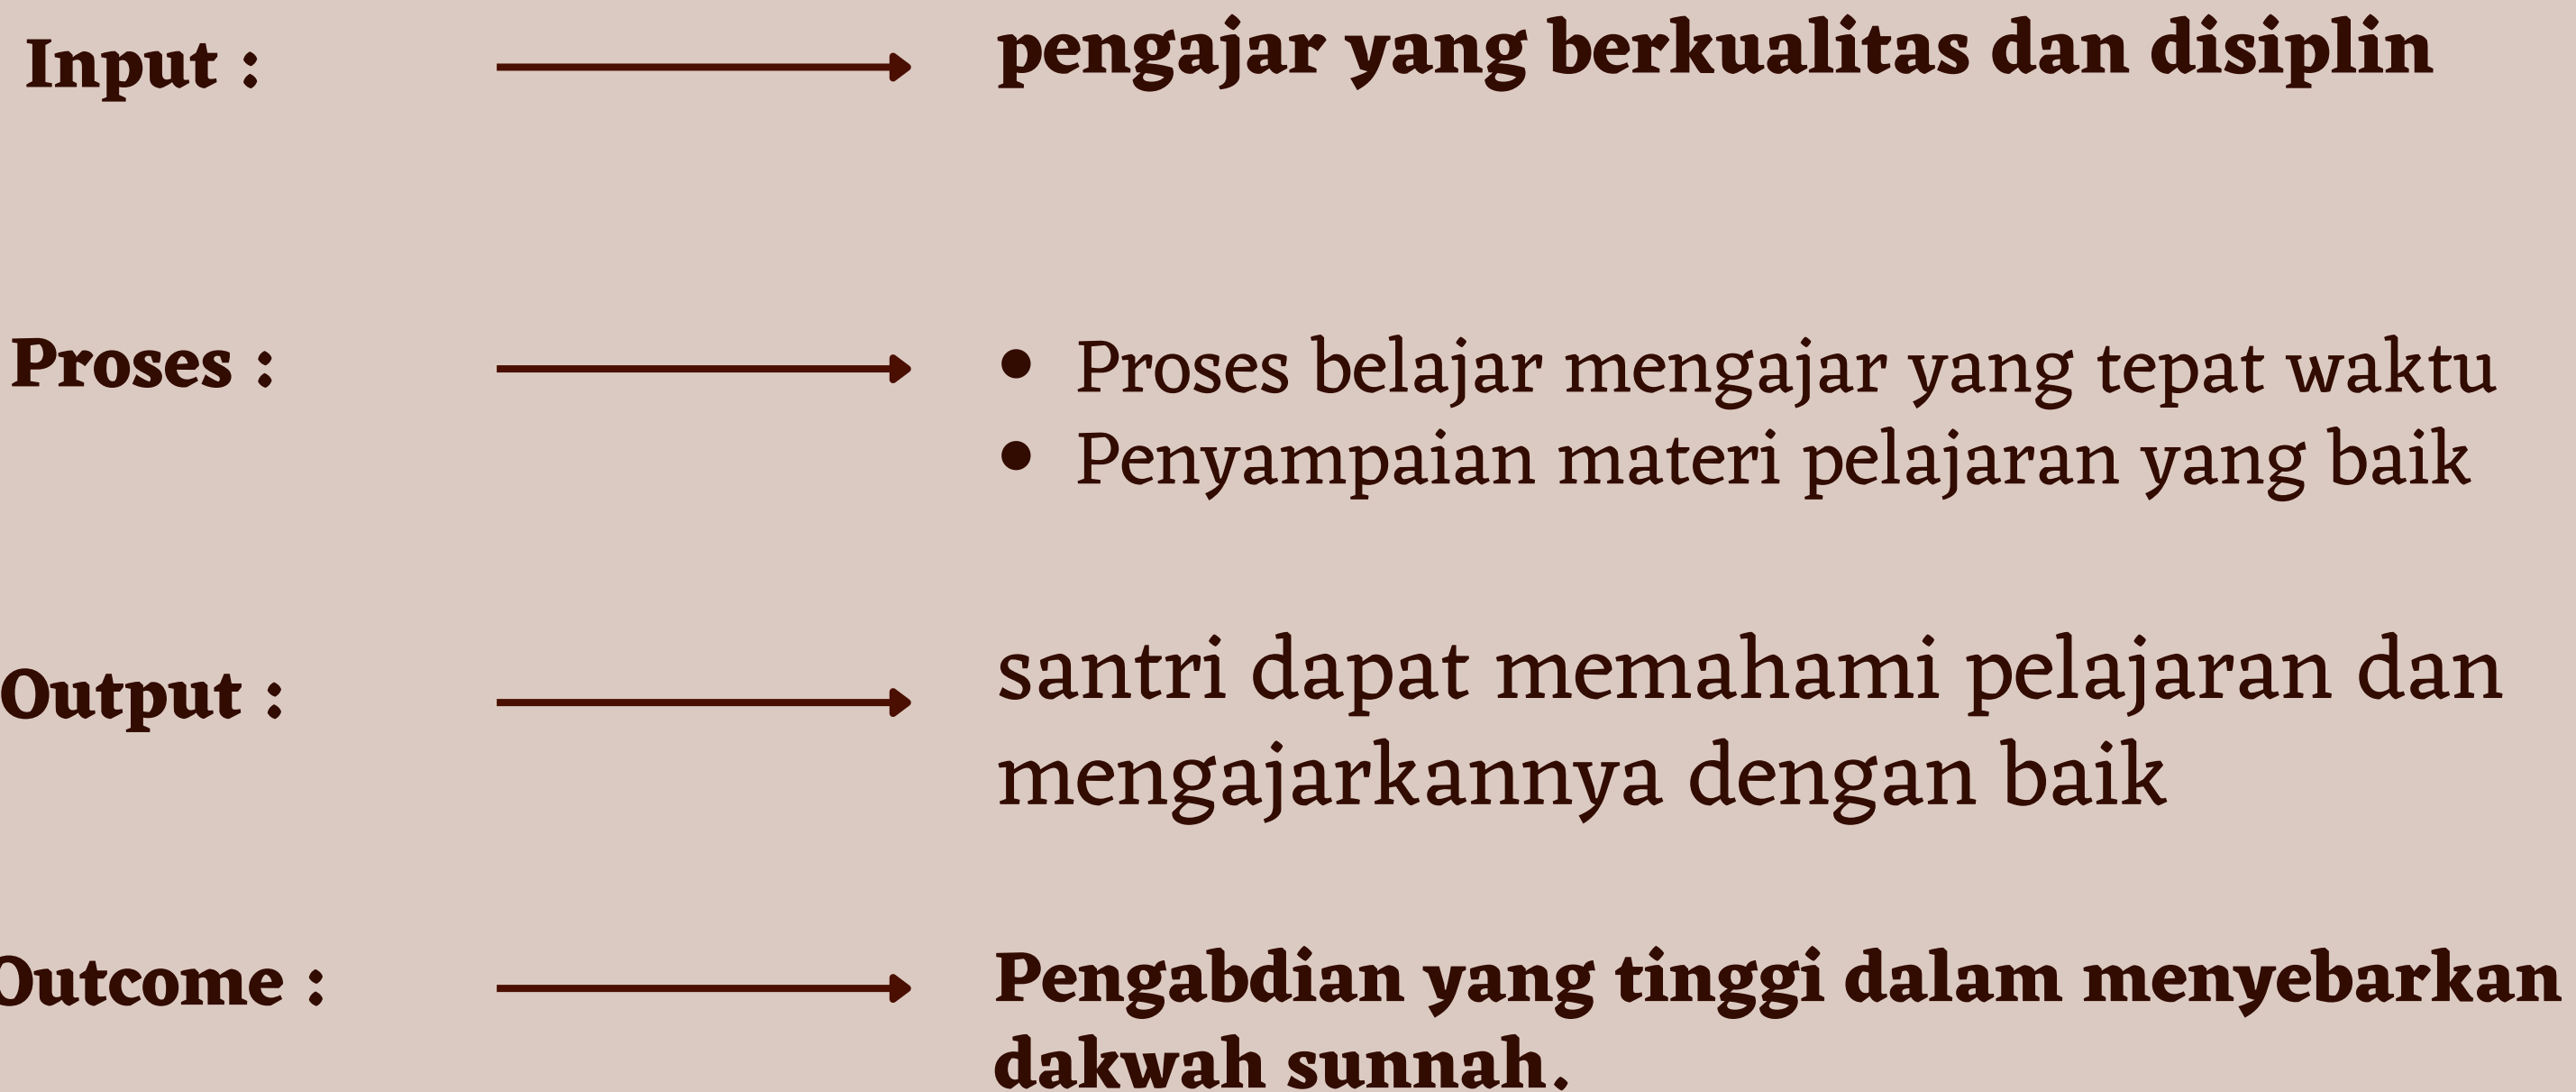 Input : pengajar yang berkualitas dan disiplin
Proses : • Proses belajar mengajar yang tepat waktu
• Penyampaian materi pelajaran yang baik
Output : santri dapat memahami pelajaran dan
mengajarkannya dengan baik
Outcome : Pengabdian yang tinggi dalam menyebarkan
dakwah sunnah.